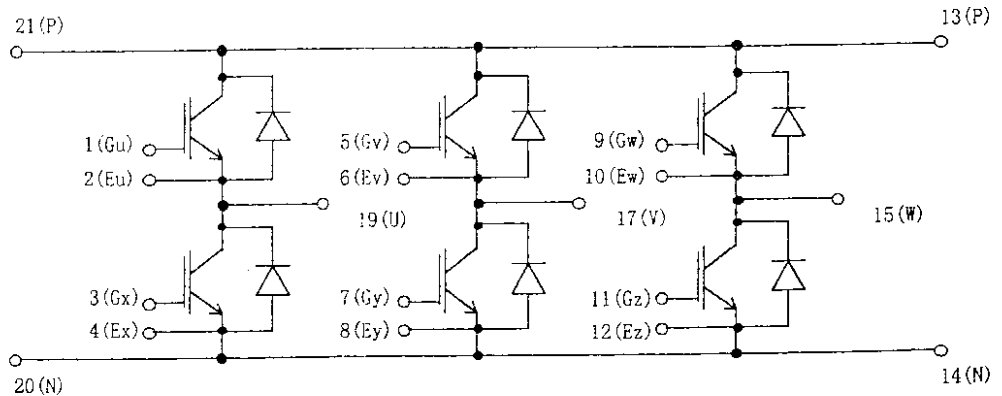 21(P)
13(P)
1(Gu)
5(Gv)
9(Gw)
2(Eu)
6(Ev)
10(Ew)
19(U)
17(V)
15(W)
3(Gx)
7(Gy)
11(Gz)
4(Ex)
8(Ey)
12(Ez)
20(N)
14(N)